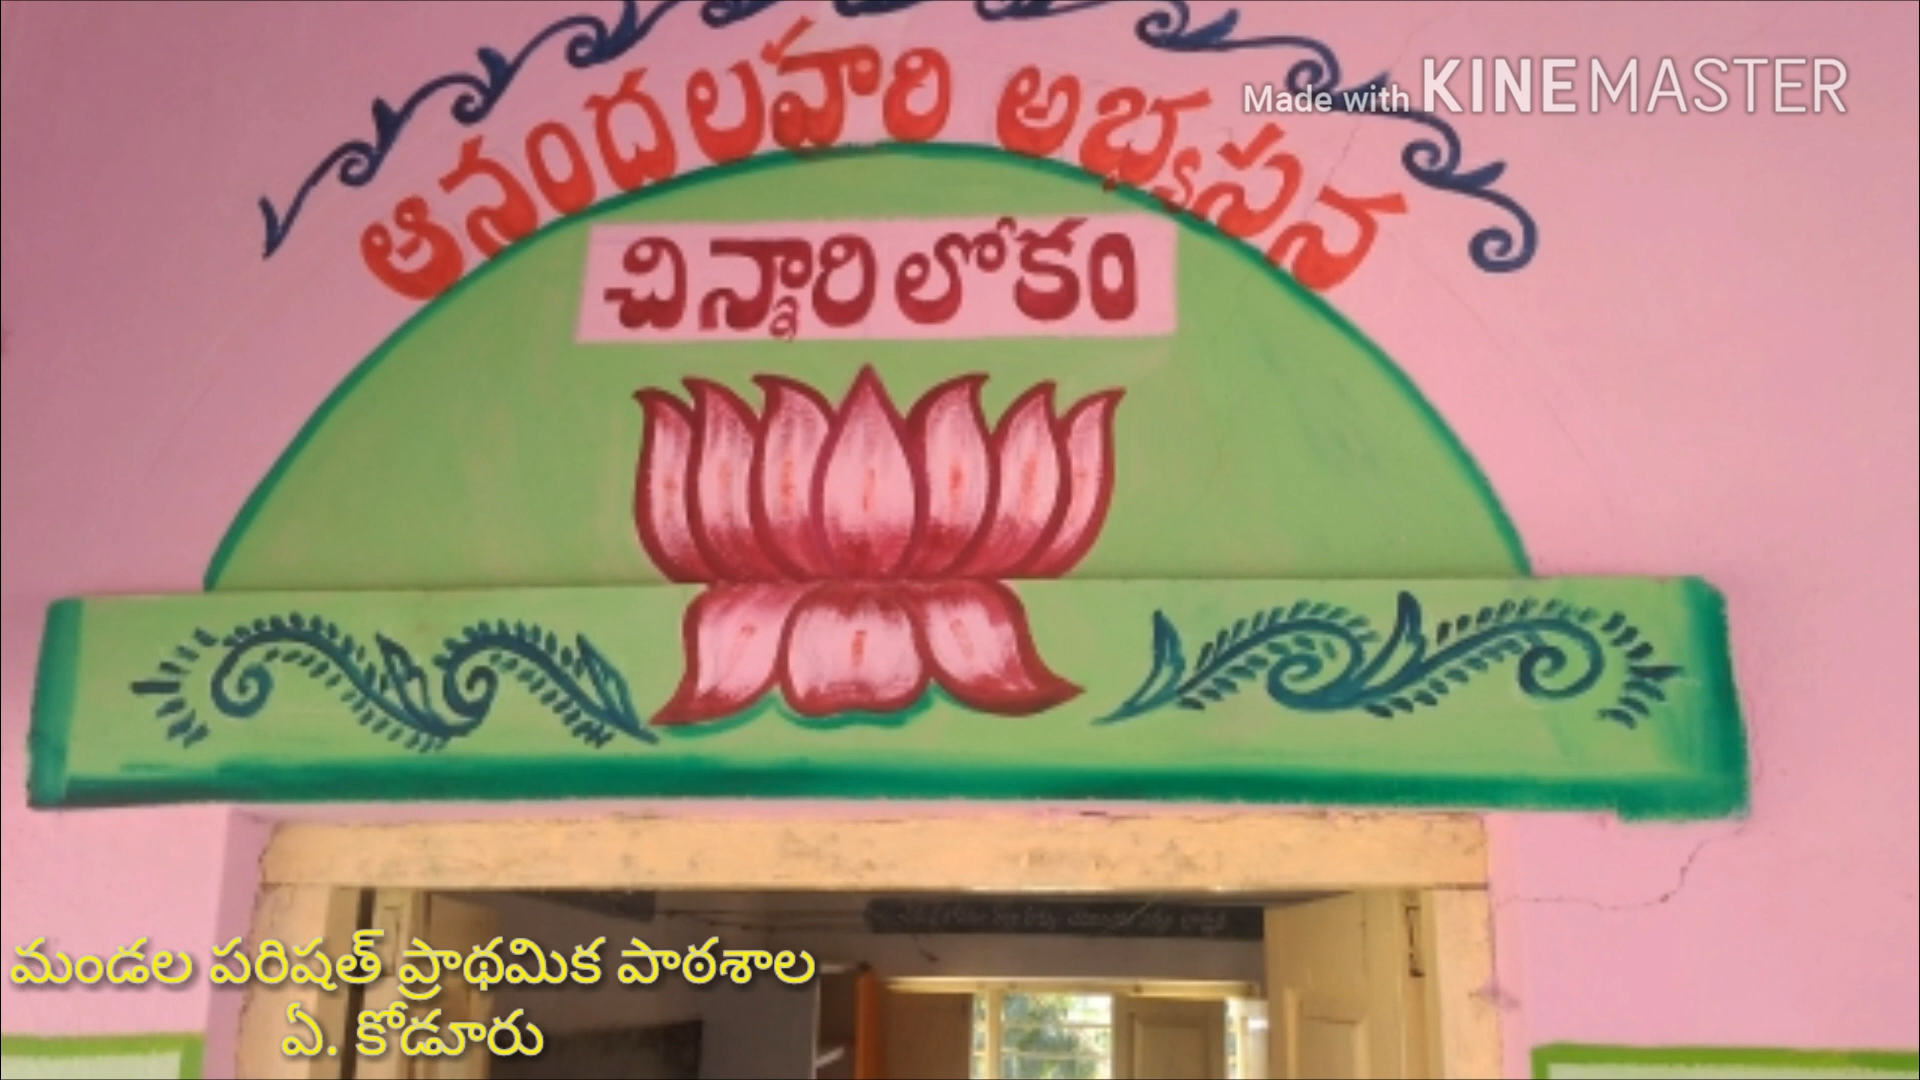 ఆనందలహరి అభ్యసన
Made with KINEMASTER
చిన్నారి లోకం
మండల పరిషత్ ప్రాథమిక పాఠశాల
ఏ. కోడూరు